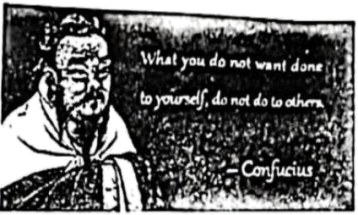 What you do not want done
to yourself, do not do to others.
– Confucius